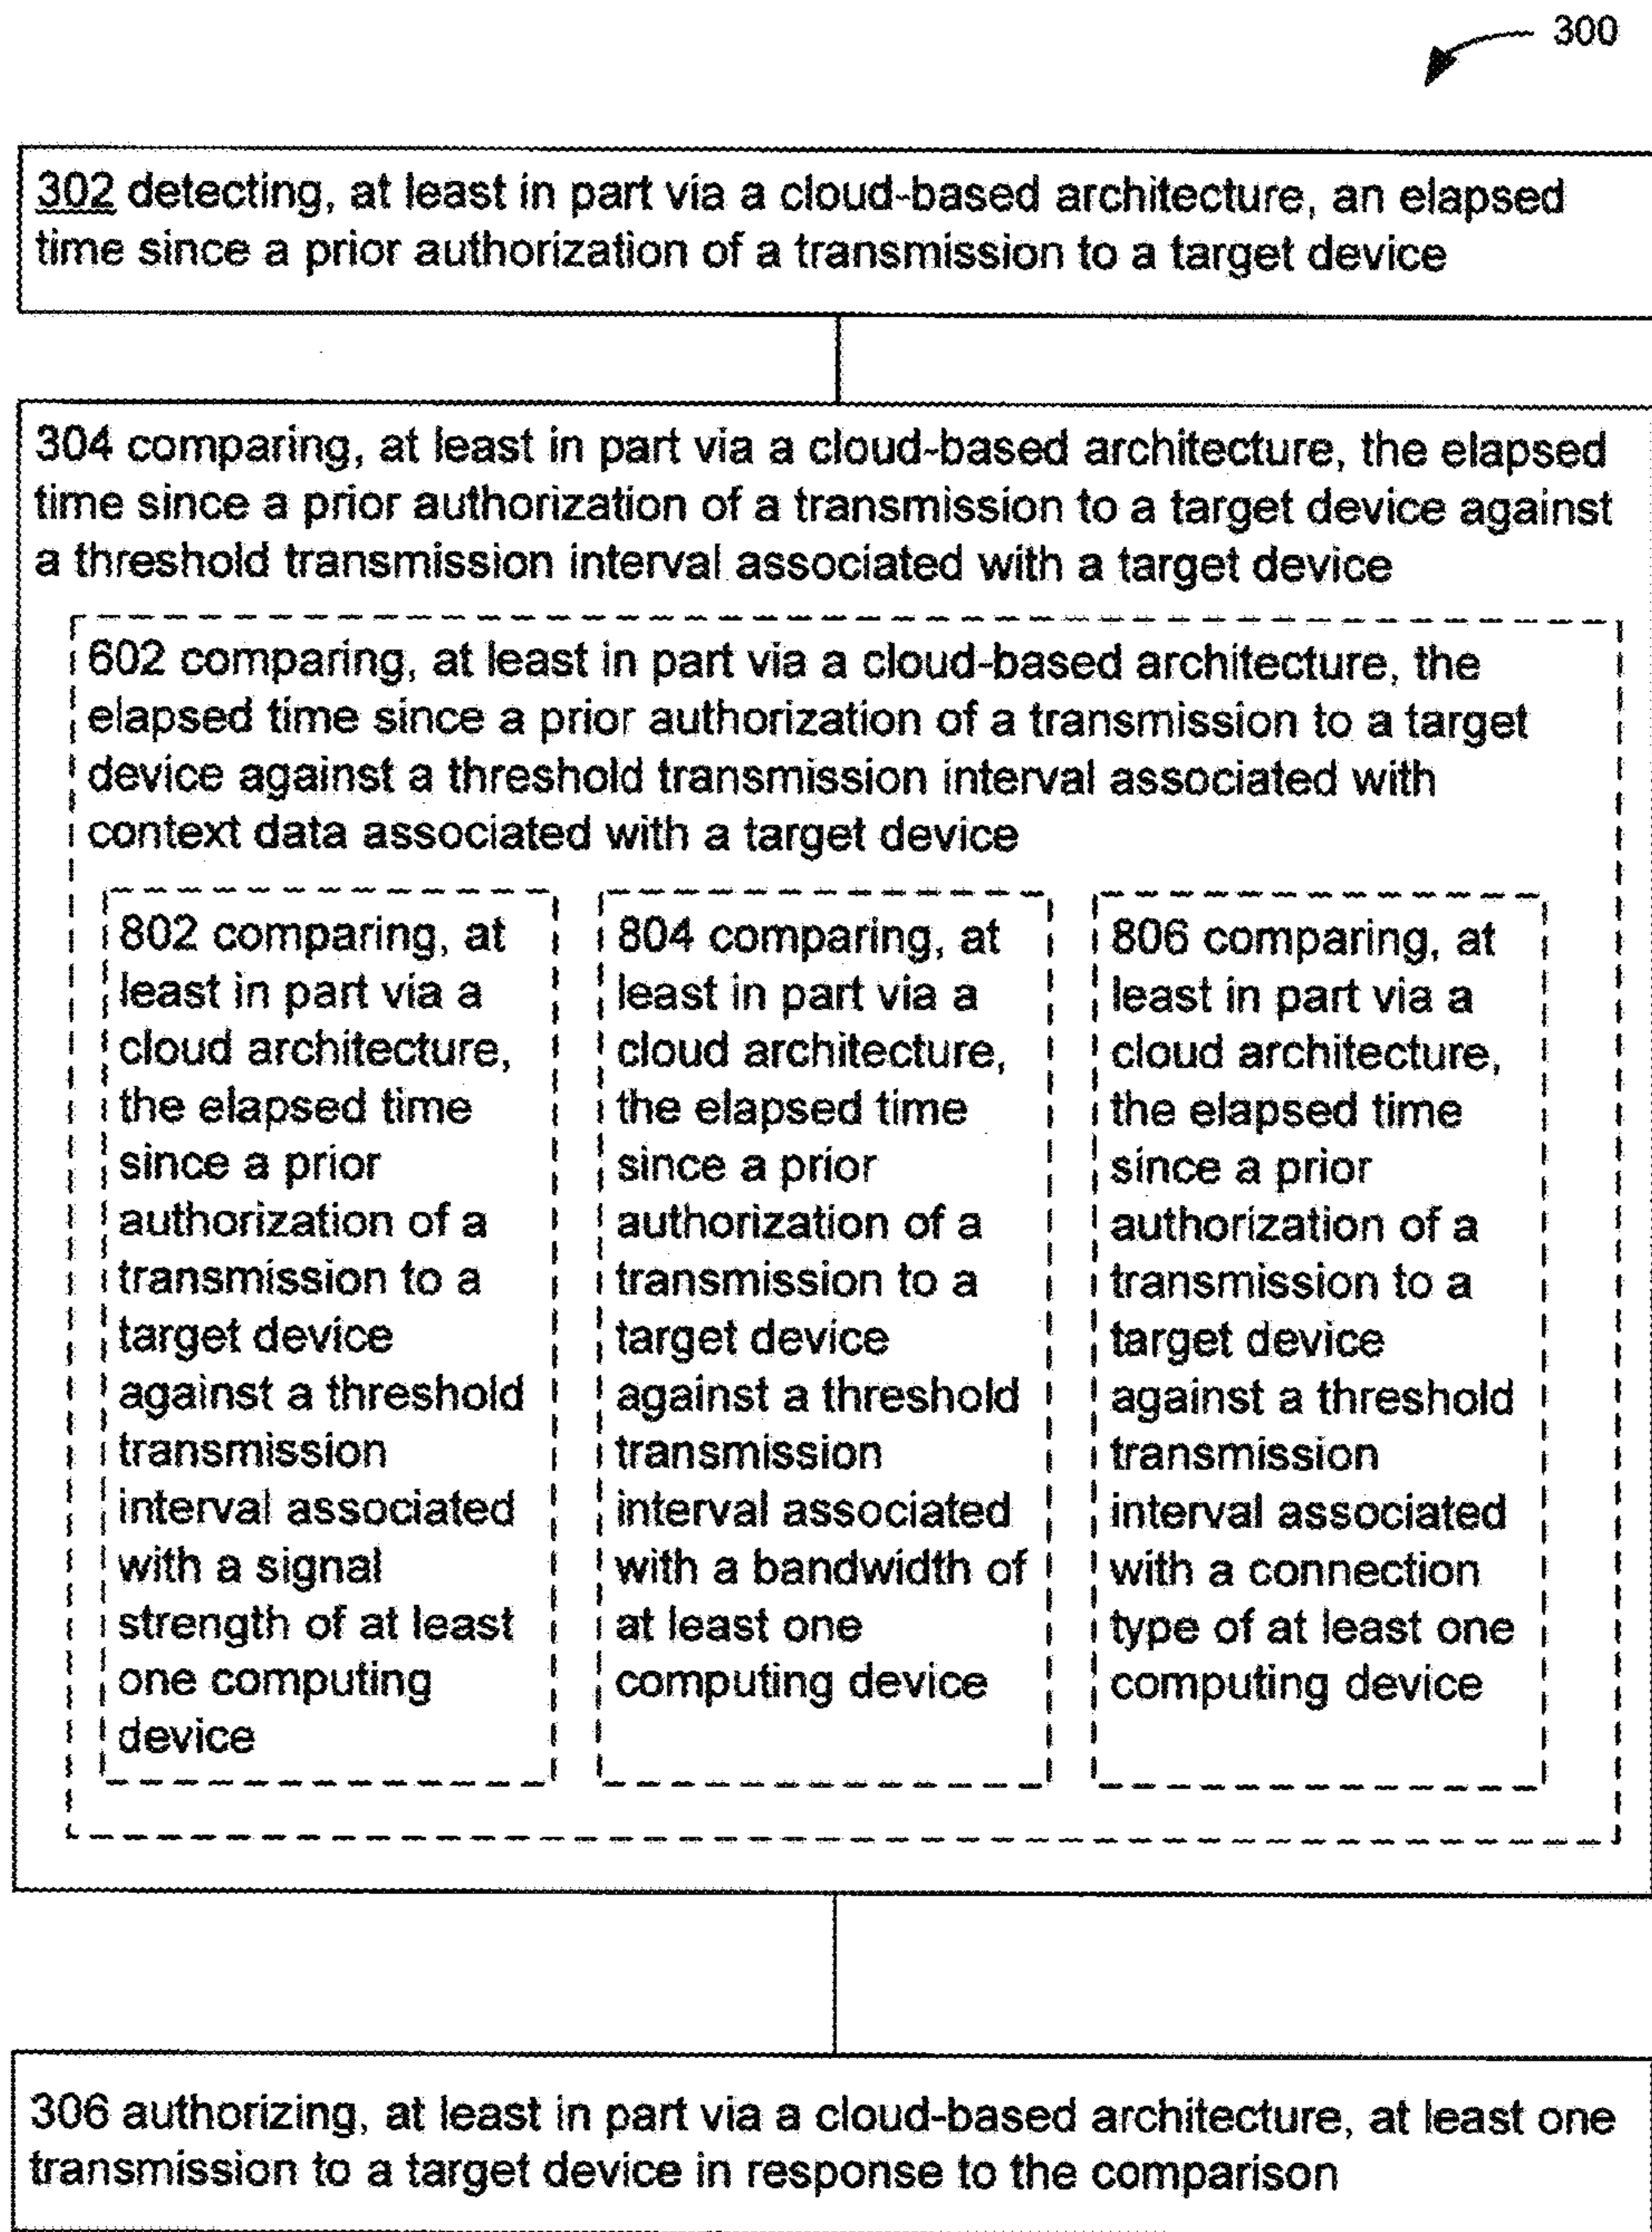 300
302 detecting, at least in part via a cloud-based architecture, an elapsed
time since a prior authorization of a transmission to a target device
304 comparing, at least in part via a cloud-based architecture, the elapsed
time since a prior authorization of a transmission to a target device against
a threshold transmission interval associated with a target device
602 comparing, at least in part via a cloud-based architecture, the
elapsed time since a prior authorization of a transmission to a target
device against a threshold transmission interval associated with
context data associated with a target device
802 comparing, at
least in part via a
cloud architecture,
the elapsed time
since a prior
authorization of a
transmission to a
target device
against a threshold
transmission
interval associated
with a signal
strength of at least
one computing
device
804 comparing, at
least in part via a
cloud architecture,
the elapsed time
since a prior
authorization of a
transmission to a
target device
against a threshold
transmission
interval associated
with a bandwidth of
at least one
computing device
806 comparing, at
least in part via a
cloud architecture,
the elapsed time
since a prior
authorization of a
transmission to a
target device
against a threshold
transmission
interval associated
with a connection
type of at least one
computing device
306 authorizing, at least in part via a cloud-based architecture, at least one
transmission to a target device in response to the comparison